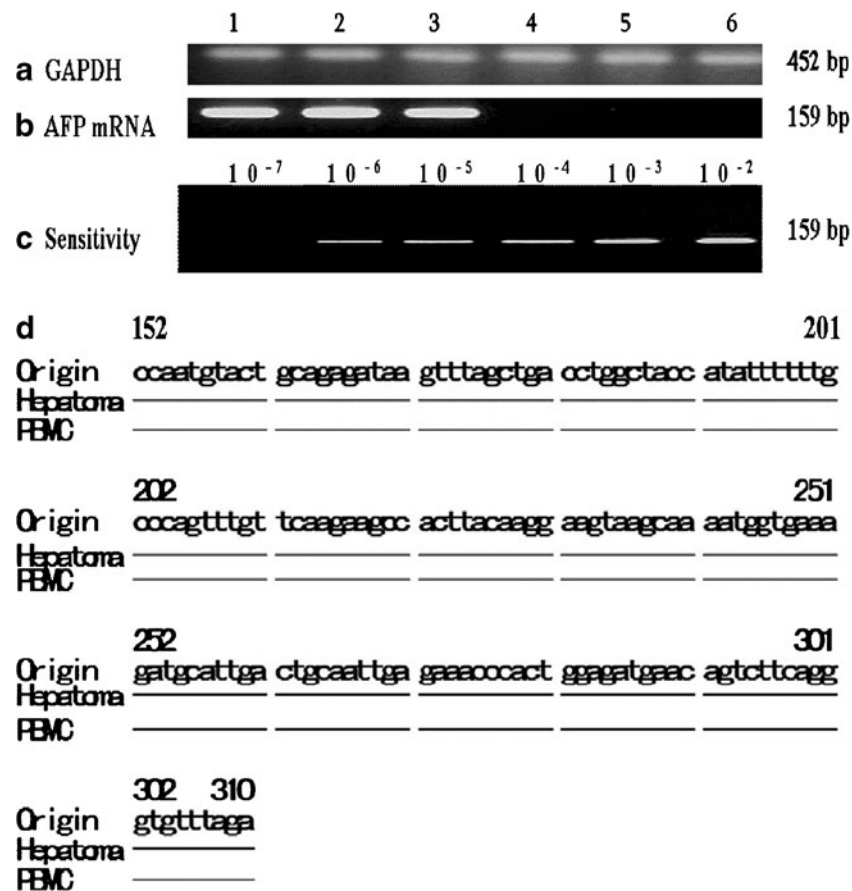 1 2 3 4 5 6
a GAPDH 452 bp
b AFP mRNA 159 bp
10⁻⁷ 10⁻⁶ 10⁻⁵ 10⁻⁴ 10⁻³ 10⁻²
c Sensitivity 159 bp
d 152 201
Origin ccaatgtact gcagagataa gtttagctga cctggctacc atattttttg
Hepatoma
PBMC
202 251
Origin cccagtttgt tcaagaagcc acttacaagg aagtaagcaa aatggtgaaa
Hepatoma
PBMC
252 301
Origin gatgcattga ctgcaattga gaaacccact ggagatgaac agtcttcagg
Hepatoma
PBMC
302 310
Origin gtgtttaga
Hepatoma
PBMC